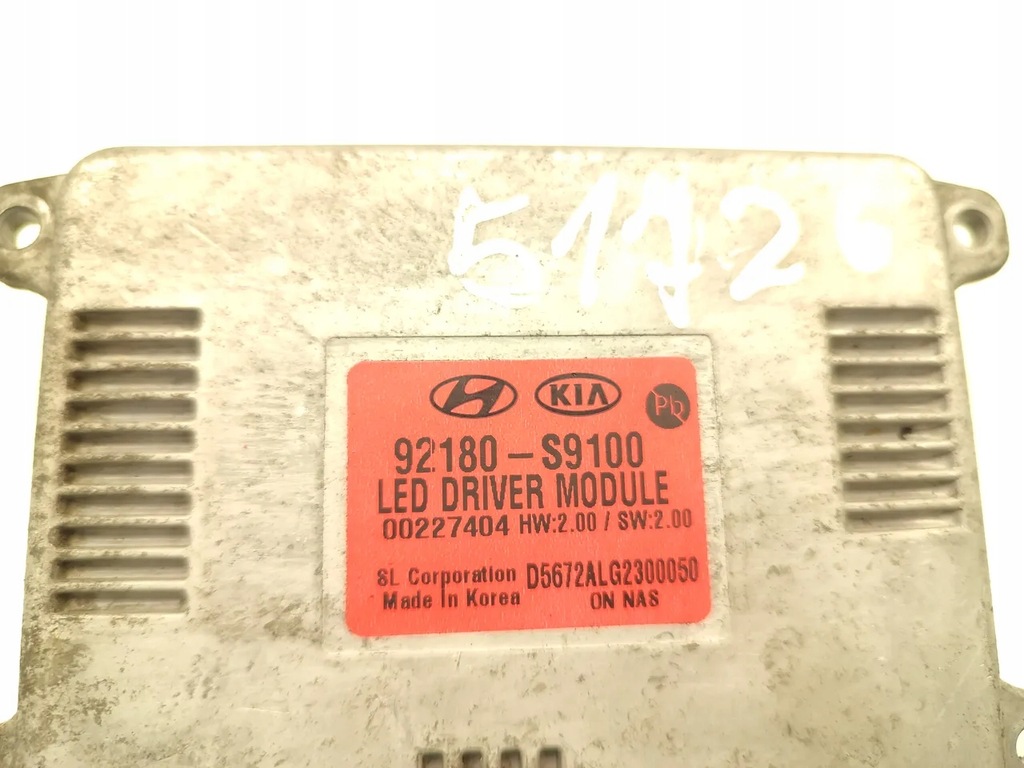 51726
KIA
Pb
92180-S9100
LED DRIVER MODULE
00227404 HW:2.00 / SW:2.00
SL Corporation D5672ALG2300050
Made In Korea ON NAS